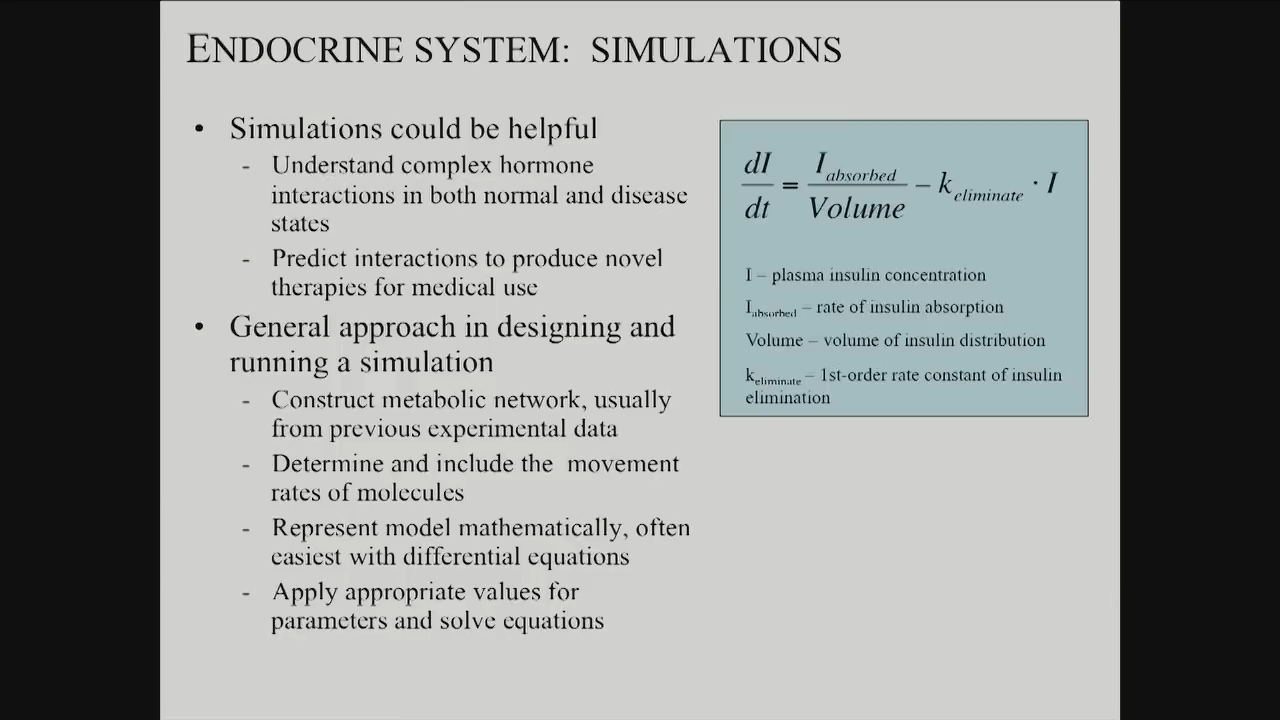 ENDOCRINE SYSTEM: SIMULATIONS
• Simulations could be helpful
- Understand complex hormone
interactions in both normal and disease
states
- Predict interactions to produce novel
therapies for medical use
• General approach in designing and
running a simulation
- Construct metabolic network, usually
from previous experimental data
- Determine and include the movement
rates of molecules
- Represent model mathematically, often
easiest with differential equations
- Apply appropriate values for
parameters and solve equations
dI/dt = I_absorbed/Volume – k_eliminate · I
I – plasma insulin concentration
I_absorbed – rate of insulin absorption
Volume – volume of insulin distribution
k_eliminate – 1st-order rate constant of insulin
elimination